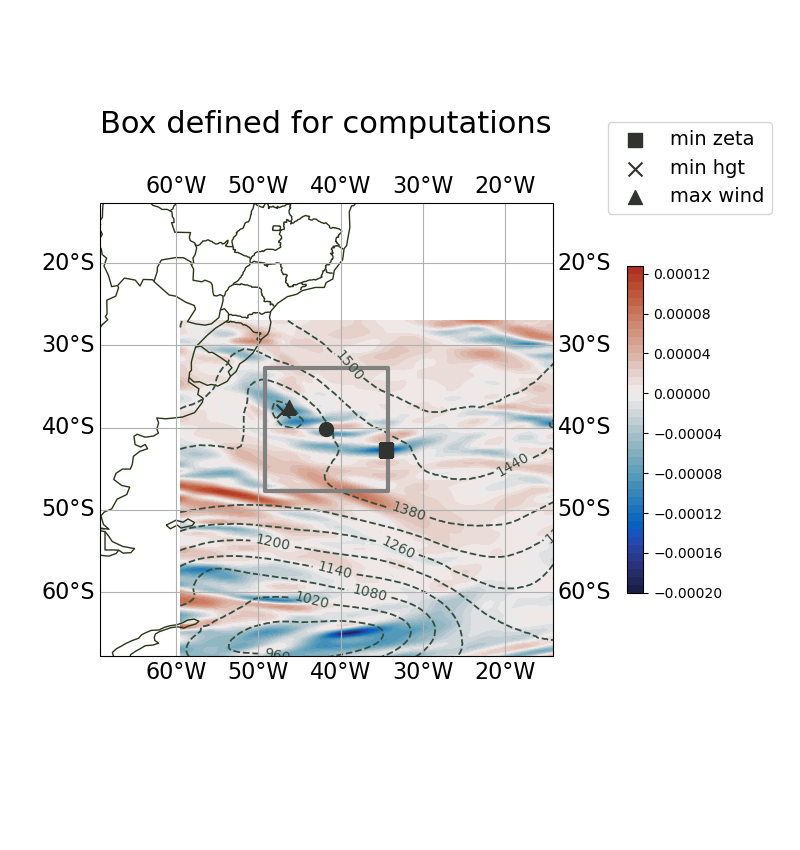 Box defined for computations
min zeta
min hgt
max wind
60°W 50°W 40°W 30°W 20°W
20°S 20°S
30°S 30°S
40°S 40°S
50°S 50°S
60°S 60°S
1500
1440
1380
1260
1200
1140
1080
1020
960
60°W 50°W 40°W 30°W 20°W
0.00012
0.00008
0.00004
0.00000
−0.00004
−0.00008
−0.00012
−0.00016
−0.00020